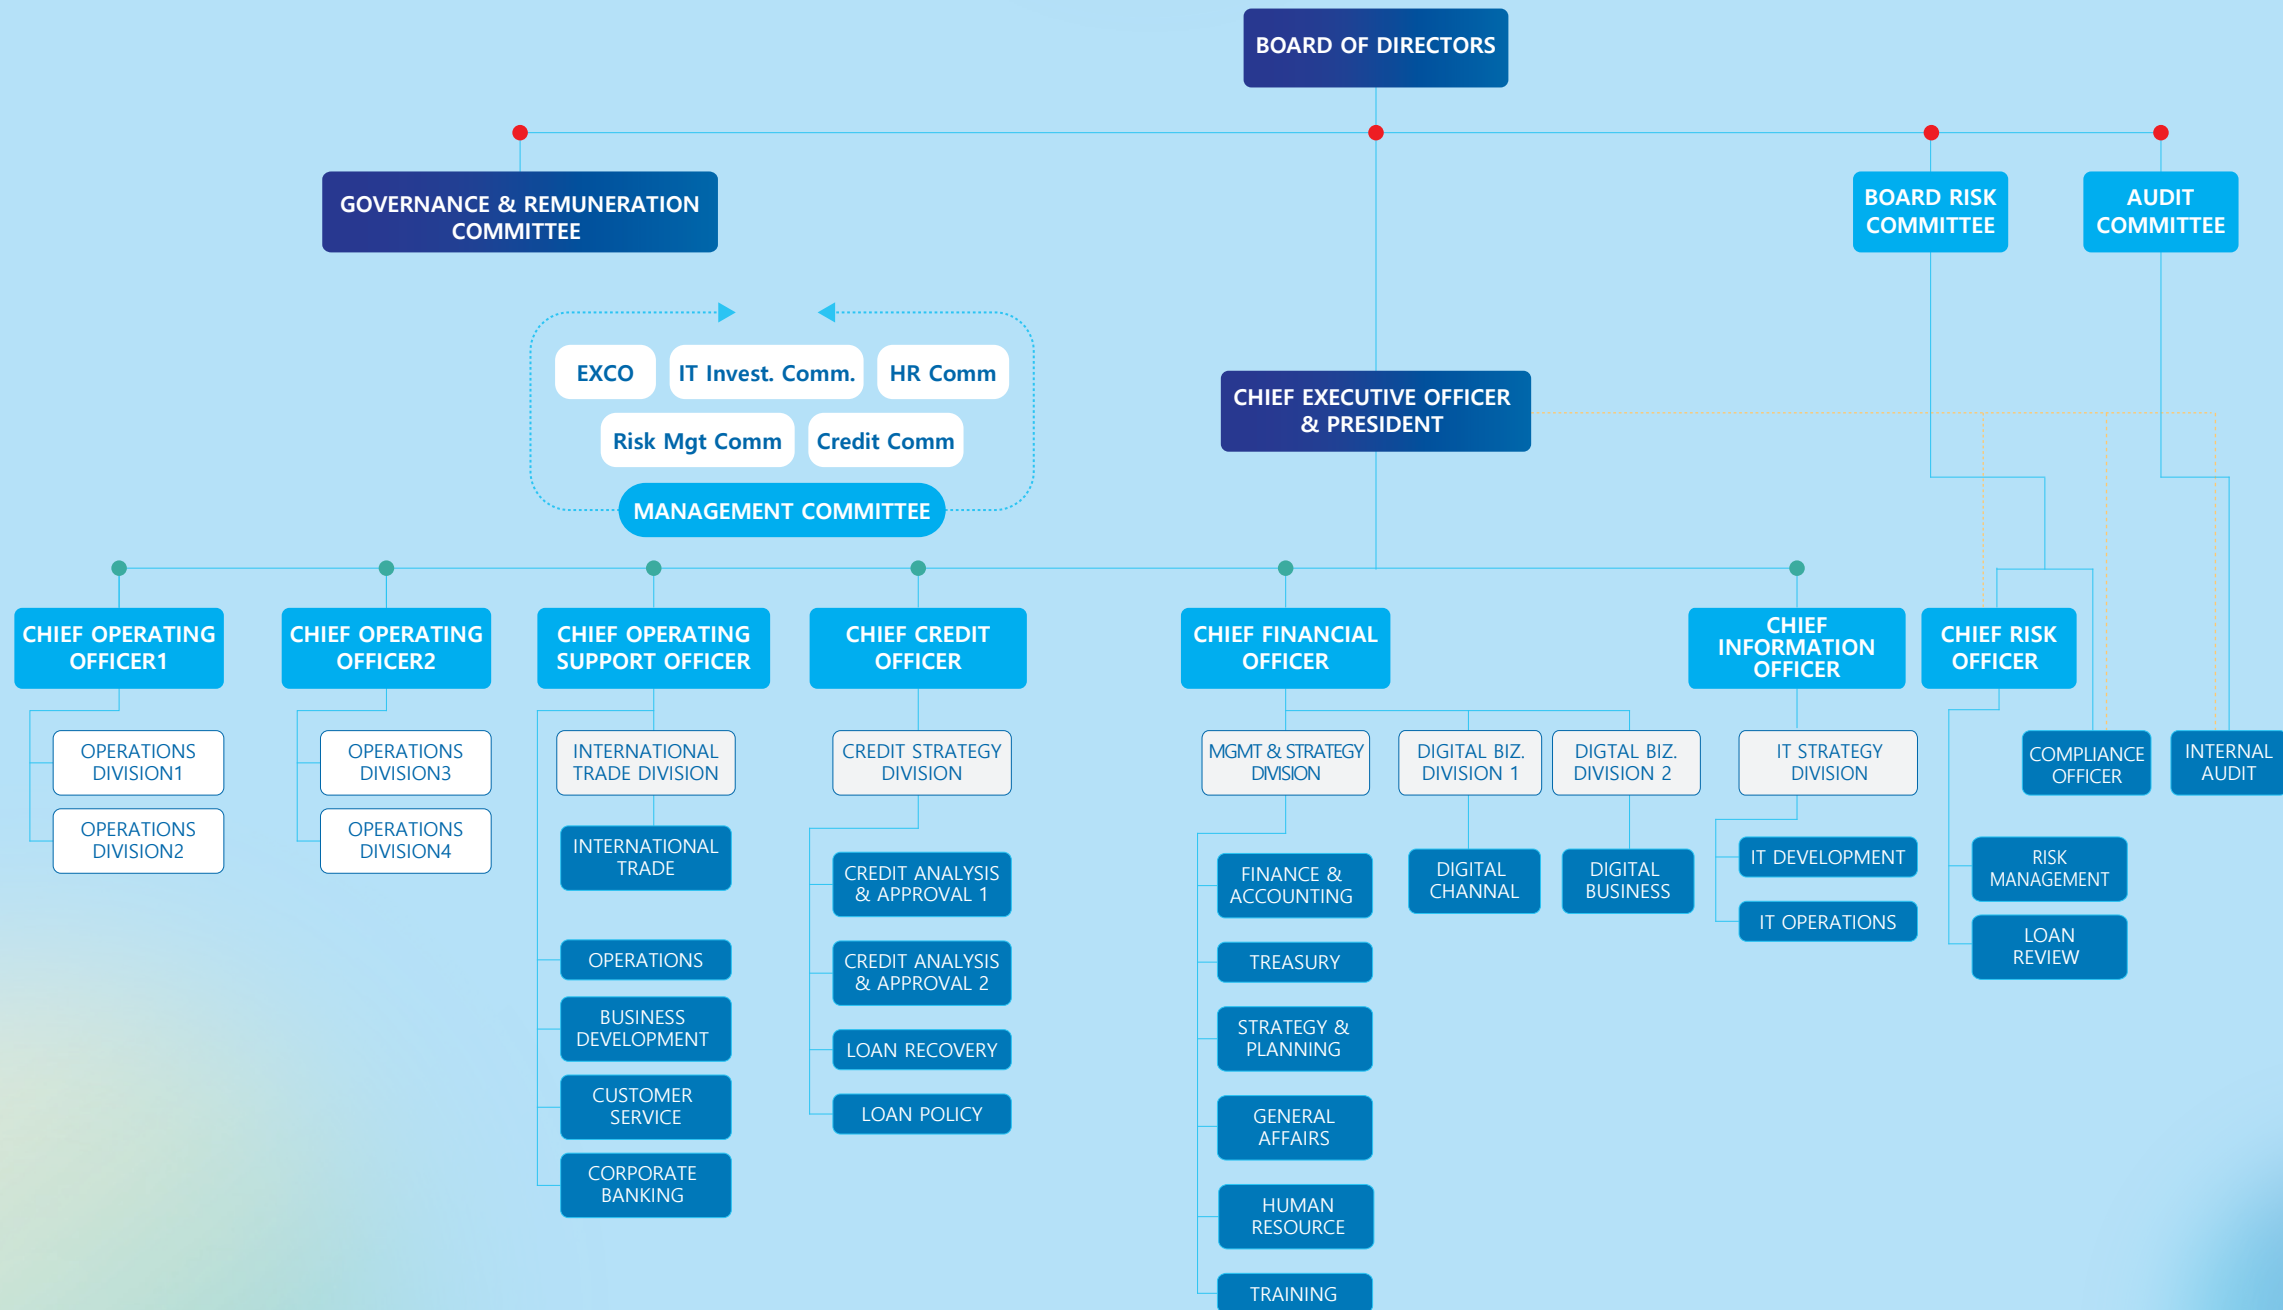 BOARD OF DIRECTORS
GOVERNANCE & REMUNERATION
COMMITTEE
BOARD RISK
COMMITTEE
AUDIT
COMMITTEE
EXCO
IT Invest. Comm.
HR Comm
Risk Mgt Comm
Credit Comm
MANAGEMENT COMMITTEE
CHIEF EXECUTIVE OFFICER
& PRESIDENT
CHIEF OPERATING
OFFICER1
CHIEF OPERATING
OFFICER2
CHIEF OPERATING
SUPPORT OFFICER
CHIEF CREDIT
OFFICER
CHIEF FINANCIAL
OFFICER
CHIEF
INFORMATION
OFFICER
CHIEF RISK
OFFICER
OPERATIONS
DIVISION1
OPERATIONS
DIVISION2
OPERATIONS
DIVISION3
OPERATIONS
DIVISION4
INTERNATIONAL
TRADE DIVISION
INTERNATIONAL
TRADE
OPERATIONS
BUSINESS
DEVELOPMENT
CUSTOMER
SERVICE
CORPORATE
BANKING
CREDIT STRATEGY
DIVISION
CREDIT ANALYSIS
& APPROVAL 1
CREDIT ANALYSIS
& APPROVAL 2
LOAN RECOVERY
LOAN POLICY
MGMT & STRATEGY
DIVISION
FINANCE &
ACCOUNTING
TREASURY
STRATEGY &
PLANNING
GENERAL
AFFAIRS
HUMAN
RESOURCE
TRAINING
DIGITAL BIZ.
DIVISION 1
DIGITAL
CHANNAL
DIGTAL BIZ.
DIVISION 2
DIGITAL
BUSINESS
IT STRATEGY
DIVISION
IT DEVELOPMENT
IT OPERATIONS
RISK
MANAGEMENT
LOAN
REVIEW
COMPLIANCE
OFFICER
INTERNAL
AUDIT